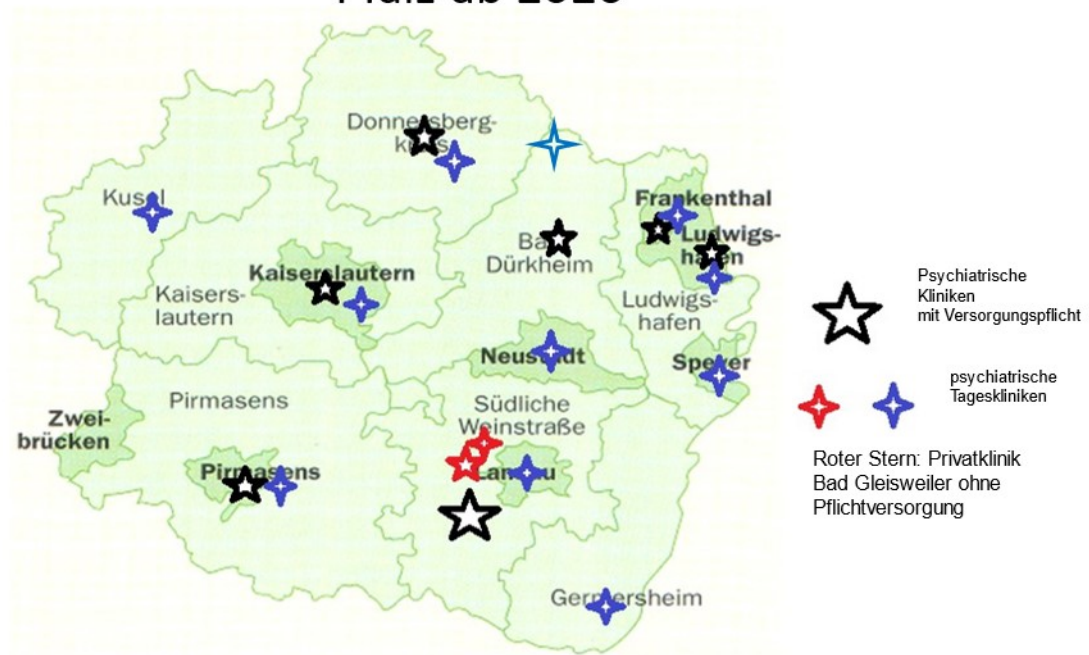 Pfalz ab 2020
Donnersberg-
kreis
Kusel
Frankenthal
Ludwigs-
hafen
Bad
Dürkheim
Kaiserslautern
Kaisers-
lautern
Ludwigs-
hafen
Neustadt
Speyer
Pirmasens
Südliche
Weinstraße
Zwei-
brücken
Pirmasens
Landau
Germersheim
Psychiatrische
Kliniken
mit Versorgungspflicht
psychiatrische
Tageskliniken
Roter Stern: Privatklinik
Bad Gleisweiler ohne
Pflichtversorgung